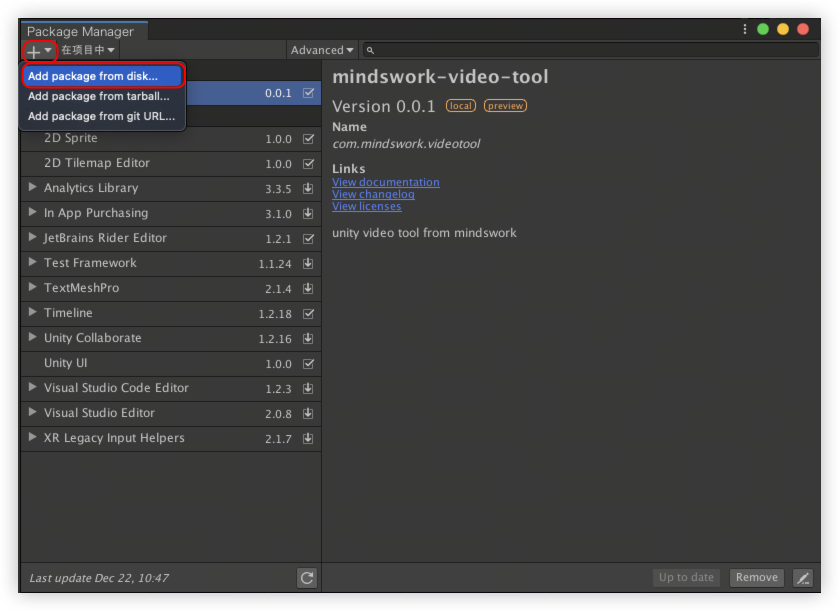 Package Manager
在项目中
Advanced
Add package from disk...
Add package from tarball...
Add package from git URL...
0.0.1
2D Sprite 1.0.0
2D Tilemap Editor 1.0.0
Analytics Library 3.3.5
In App Purchasing 3.1.0
JetBrains Rider Editor 1.2.1
Test Framework 1.1.24
TextMeshPro 2.1.4
Timeline 1.2.18
Unity Collaborate 1.2.16
Unity UI 1.0.0
Visual Studio Code Editor 1.2.3
Visual Studio Editor 2.0.8
XR Legacy Input Helpers 2.1.7
Last update Dec 22, 10:47
mindswork-video-tool
Version 0.0.1 local preview
Name
com.mindswork.videotool
Links
View documentation
View changelog
View licenses
unity video tool from mindswork
Up to date Remove